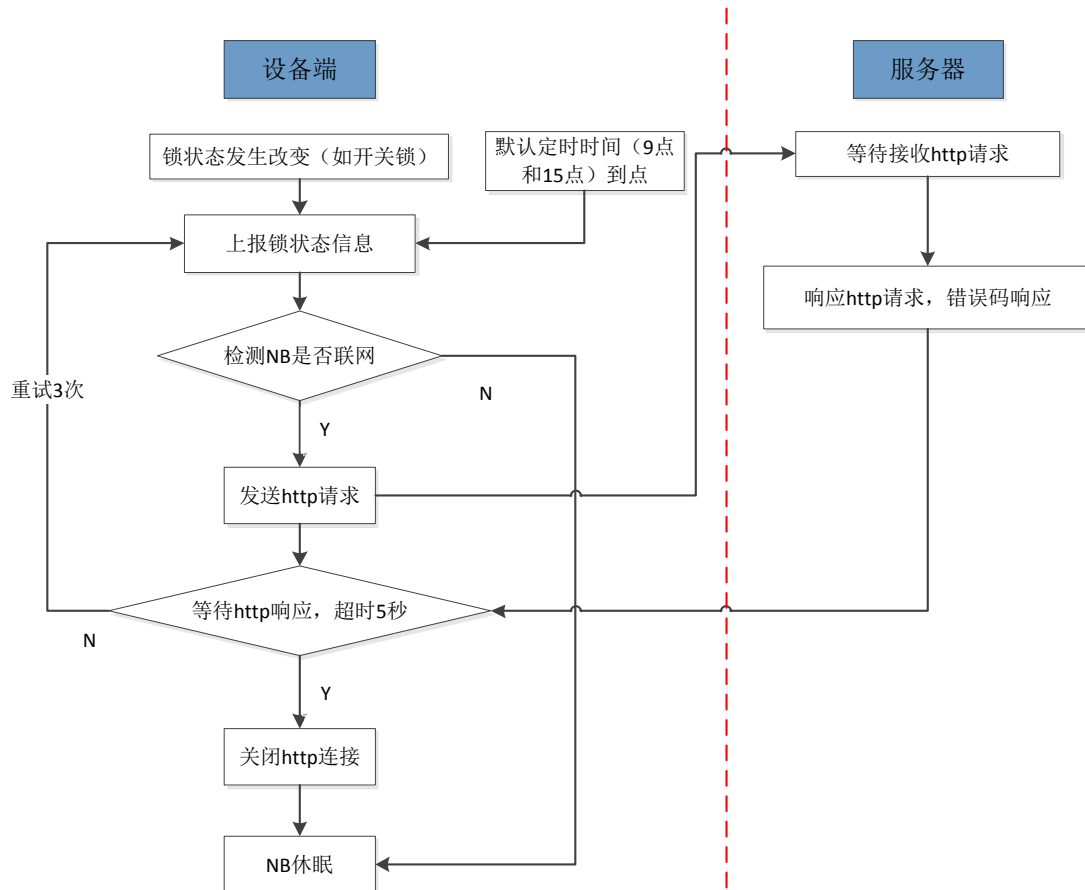 设备端
服务器
锁状态发生改变（如开关锁）
默认定时时间（9点
和15点）到点
等待接收http请求
上报锁状态信息
响应http请求，错误码响应
检测NB是否联网
重试3次
N
Y
发送http请求
等待http响应，超时5秒
N
Y
关闭http连接
NB休眠